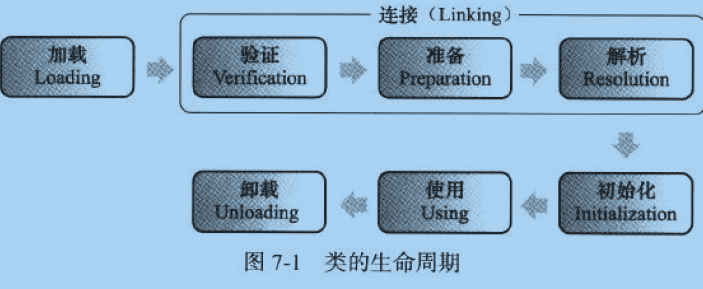 连接（Linking）
加载
Loading
验证
Verification
准备
Preparation
解析
Resolution
卸载
Unloading
使用
Using
初始化
Initialization
图 7-1 类的生命周期